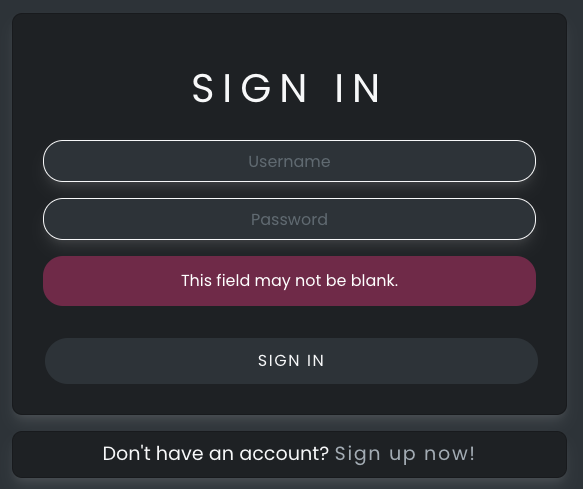 SIGN IN
Username
Password
This field may not be blank.
SIGN IN
Don't have an account? Sign up now!